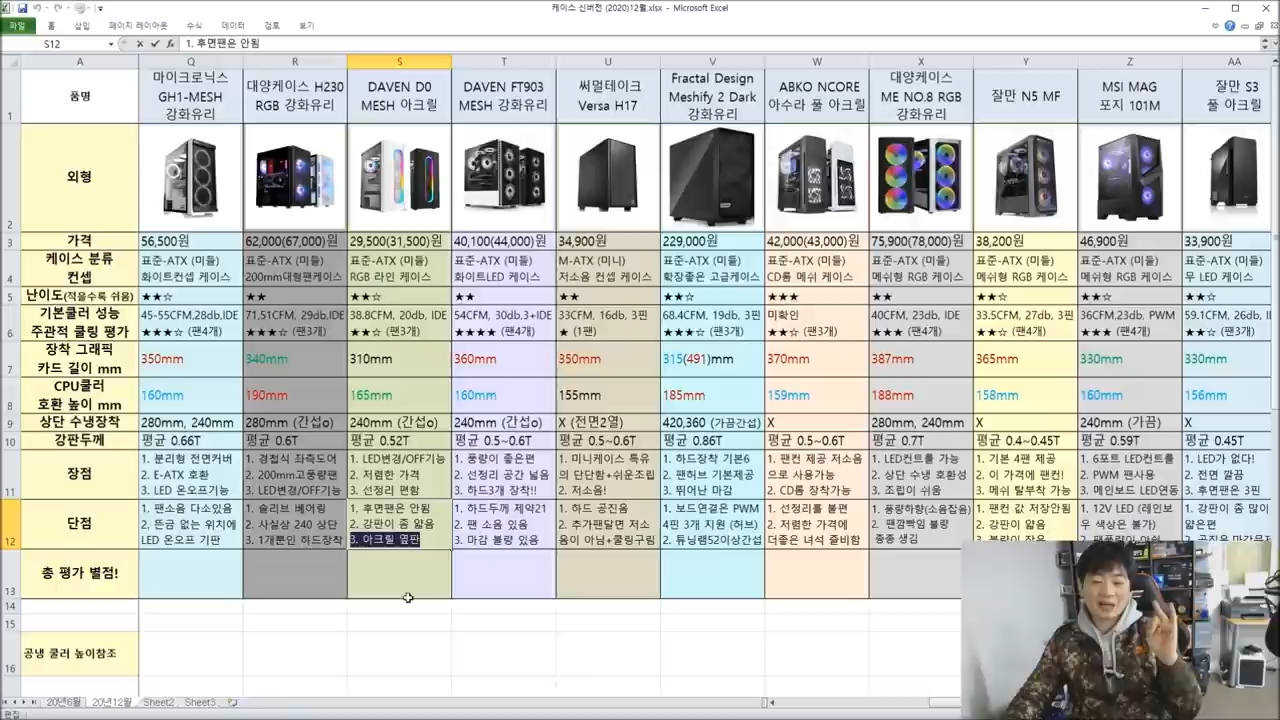 케이스 신버전 (2020)12월.xlsx - Microsoft Excel
파일 홈 삽입 페이지 레이아웃 수식 데이터 검토 보기
S12 1. 후면팬은 안됨
A Q R S T U V W X Y Z AA
1 품명
마이크로닉스
GH1-MESH
강화유리
대양케이스 H230
RGB 강화유리
DAVEN D0
MESH 아크릴
DAVEN FT903
MESH 강화유리
써멀테이크
Versa H17
Fractal Design
Meshify 2 Dark
강화유리
ABKO NCORE
아수라 풀 아크릴
대양케이스
ME NO.8 RGB
강화유리
잘만 N5 MF
MSI MAG
포지 101M
잘만 S3
풀 아크릴
2 외형
3 가격 56,500원 62,000(67,000)원 29,500(31,500)원 40,100(44,000)원 34,900원 229,000원 42,000(43,000)원 75,900(78,000)원 38,200원 46,900원 33,900원
4 케이스 분류 표준-ATX (미들) 표준-ATX (미들) 표준-ATX (미들) 표준-ATX (미들) M-ATX (미니) 표준-ATX (미들) 표준-ATX (미들) 표준-ATX (미들) 표준-ATX (미들) 표준-ATX (미들) 표준-ATX (미들)
컨셉 화이트컨셉 케이스 200mm대형팬케이스 RGB 라인 케이스 화이트LED 케이스 저소음 컨셉 케이스 확장좋은 고급케이스 CD룸 메쉬 케이스 메쉬형 RGB 케이스 메쉬형 RGB 케이스 메쉬형 RGB 케이스 무 LED 케이스
5 난이도(적을수록 쉬움) ★★☆ ★★ ★★☆ ★★ ★★ ★★☆ ★★★ ★★ ★★☆ ★★☆ ★★☆
6 기본쿨러 성능 45-55CFM,28db,IDE 71,51CFM, 29db,IDE 38.8CFM, 20db, IDE 54CFM, 30db,3+IDE 33CFM, 16db, 3핀 68.4CFM, 19db, 3핀 미확인 40CFM, 23db, IDE 33.5CFM, 27db, 3핀 36CFM,23db, PWM 59.1CFM, 26db, I
주관적 쿨링 평가 ★★★☆ (팬4개) ★★★☆ (팬3개) ★★☆ (팬3개) ★★★★ (팬4개) ★ (1팬) ★★★☆ (팬3개) ★★☆ (팬3개) ★★★☆ (팬4개) ★★☆ (팬4개) ★★★ (팬4개) ★★☆ (팬3개)
7 장착 그래픽
카드 길이 mm
350mm 340mm 310mm 360mm 350mm 315(491)mm 370mm 387mm 365mm 330mm 330mm
8 CPU쿨러
호환 높이 mm
160mm 190mm 165mm 160mm 155mm 185mm 159mm 188mm 158mm 160mm 156mm
9 상단 수냉장착 280mm, 240mm 280mm (간섭o) 240mm (간섭o) 240mm (간섭o) X (전면2열) 420,360 (가끔간섭) X 280mm, 240mm X 240mm (가끔) X
10 강판두께 평균 0.66T 평균 0.6T 평균 0.52T 평균 0.5~0.6T 평균 0.5~0.6T 평균 0.86T 평균 0.5~0.6T 평균 0.7T 평균 0.4~0.45T 평균 0.59T 평균 0.45T
11 장점
1. 분리형 전면커버
2. E-ATX 호환
3. LED 온오프기능
1. 경첩식 좌측도어
2. 200mm고풍량팬
3. LED변경/OFF기능
1. LED변경/OFF기능
2. 저렴한 가격
3. 선정리 편함
1. 풍량이 좋은편
2. 선정리 공간 넓음
3. 하드3개 장착!!
1. 미니케이스 특유
의 단단함+쉬운조립
2. 저소음!
1. 하드장착 기본6
2. 팬허브 기본제공
3. 뛰어난 마감
1. 팬컨 제공 저소음
으로 사용가능
2. CD룸 장착가능
1. LED컨트롤 가능
2. 상단 수냉 호환성
3. 조립이 쉬움
1. 기본 4팬 제공
2. 이 가격에 팬컨!
3. 메쉬 탈부착 가능
1. 6포트 LED컨트롤
2. PWM 팬사용
3. 메인보드 LED연동
1. LED가 없다!
2. 전면 깔끔
3. 후면팬은 3핀
12 단점
1. 팬소음 다소있음
2. 뜬금 없는 위치에
LED 온오프 기판
1. 슬리브 베어링
2. 사실상 240 상단
3. 1개뿐인 하드장착
1. 후면팬은 안됨
2. 강판이 좀 얇음
3. 아크릴 옆판
1. 하드두께 제약21
2. 팬 소음 있음
3. 마감 불량 있음
1. 하드 공진음
2. 추가팬달면 저소
음이 아님+쿨링구림
1. 보드연결은 PWM
4핀 3개 지원 (허브)
2. 튜닝램52이상간섭
1. 선정리를 불편
2. 저렴한 가격에
더좋은 녀석 즐비함
1. 풍량하향(소음잡음)
2. 팬깜빡임 불량
종종 생김
1. 팬컨 값 저장안됨
2. 강판이 얇음
1. 12V LED (레인보
우 색상은 불가)
1. 강판이 좀 많이
얇은편
13 총 평가 별점!
14
15
16 공냉 쿨러 높이참조
20년6월 20년12월 Sheet2 Sheet3
편집